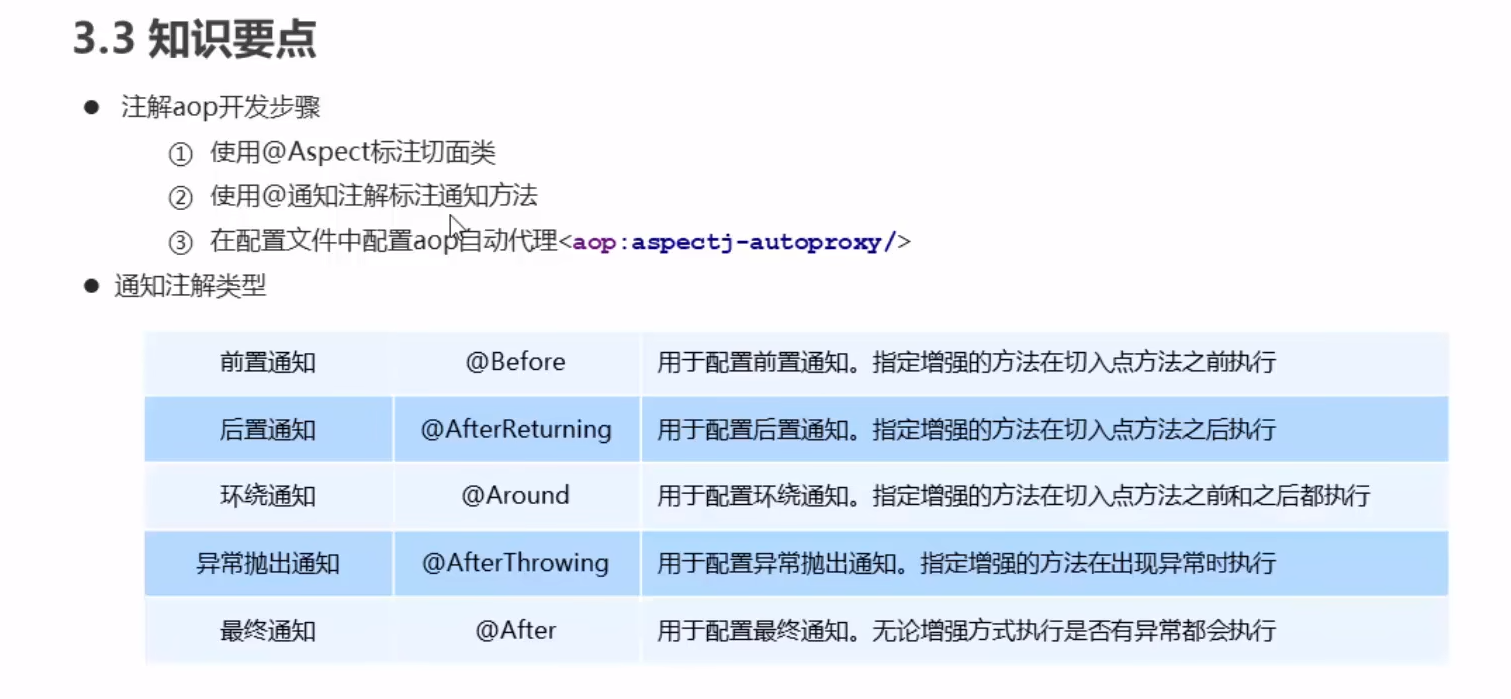 3.3 知识要点
● 注解aop开发步骤
① 使用@Aspect标注切面类
② 使用@通知注解标注通知方法
③ 在配置文件中配置aop自动代理<aop:aspectj-autoproxy/>
● 通知注解类型
前置通知 @Before 用于配置前置通知。指定增强的方法在切入点方法之前执行
后置通知 @AfterReturning 用于配置后置通知。指定增强的方法在切入点方法之后执行
环绕通知 @Around 用于配置环绕通知。指定增强的方法在切入点方法之前和之后都执行
异常抛出通知 @AfterThrowing 用于配置异常抛出通知。指定增强的方法在出现异常时执行
最终通知 @After 用于配置最终通知。无论增强方式执行是否有异常都会执行